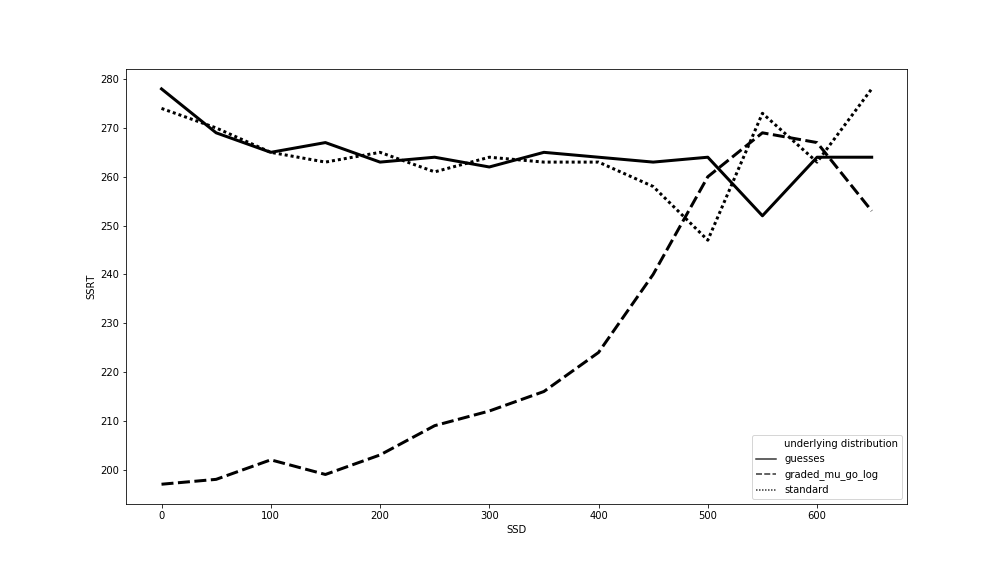 280
270
260
250
240
230
220
210
200
SSRT
0 100 200 300 400 500 600
SSD
underlying distribution
guesses
graded_mu_go_log
standard